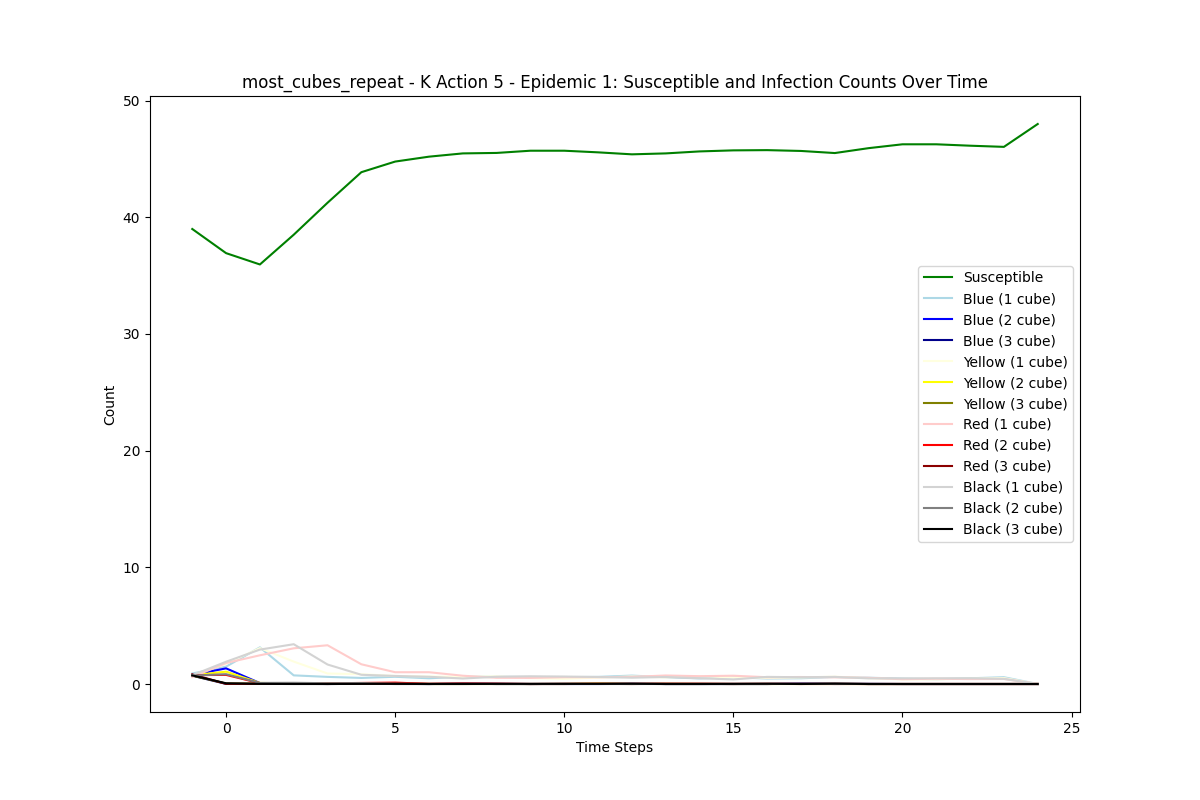 most_cubes_repeat - K Action 5 - Epidemic 1: Susceptible and Infection Counts Over Time
50
40
30
20
10
0
Count
Susceptible
Blue (1 cube)
Blue (2 cube)
Blue (3 cube)
Yellow (1 cube)
Yellow (2 cube)
Yellow (3 cube)
Red (1 cube)
Red (2 cube)
Red (3 cube)
Black (1 cube)
Black (2 cube)
Black (3 cube)
0 5 10 15 20 25
Time Steps